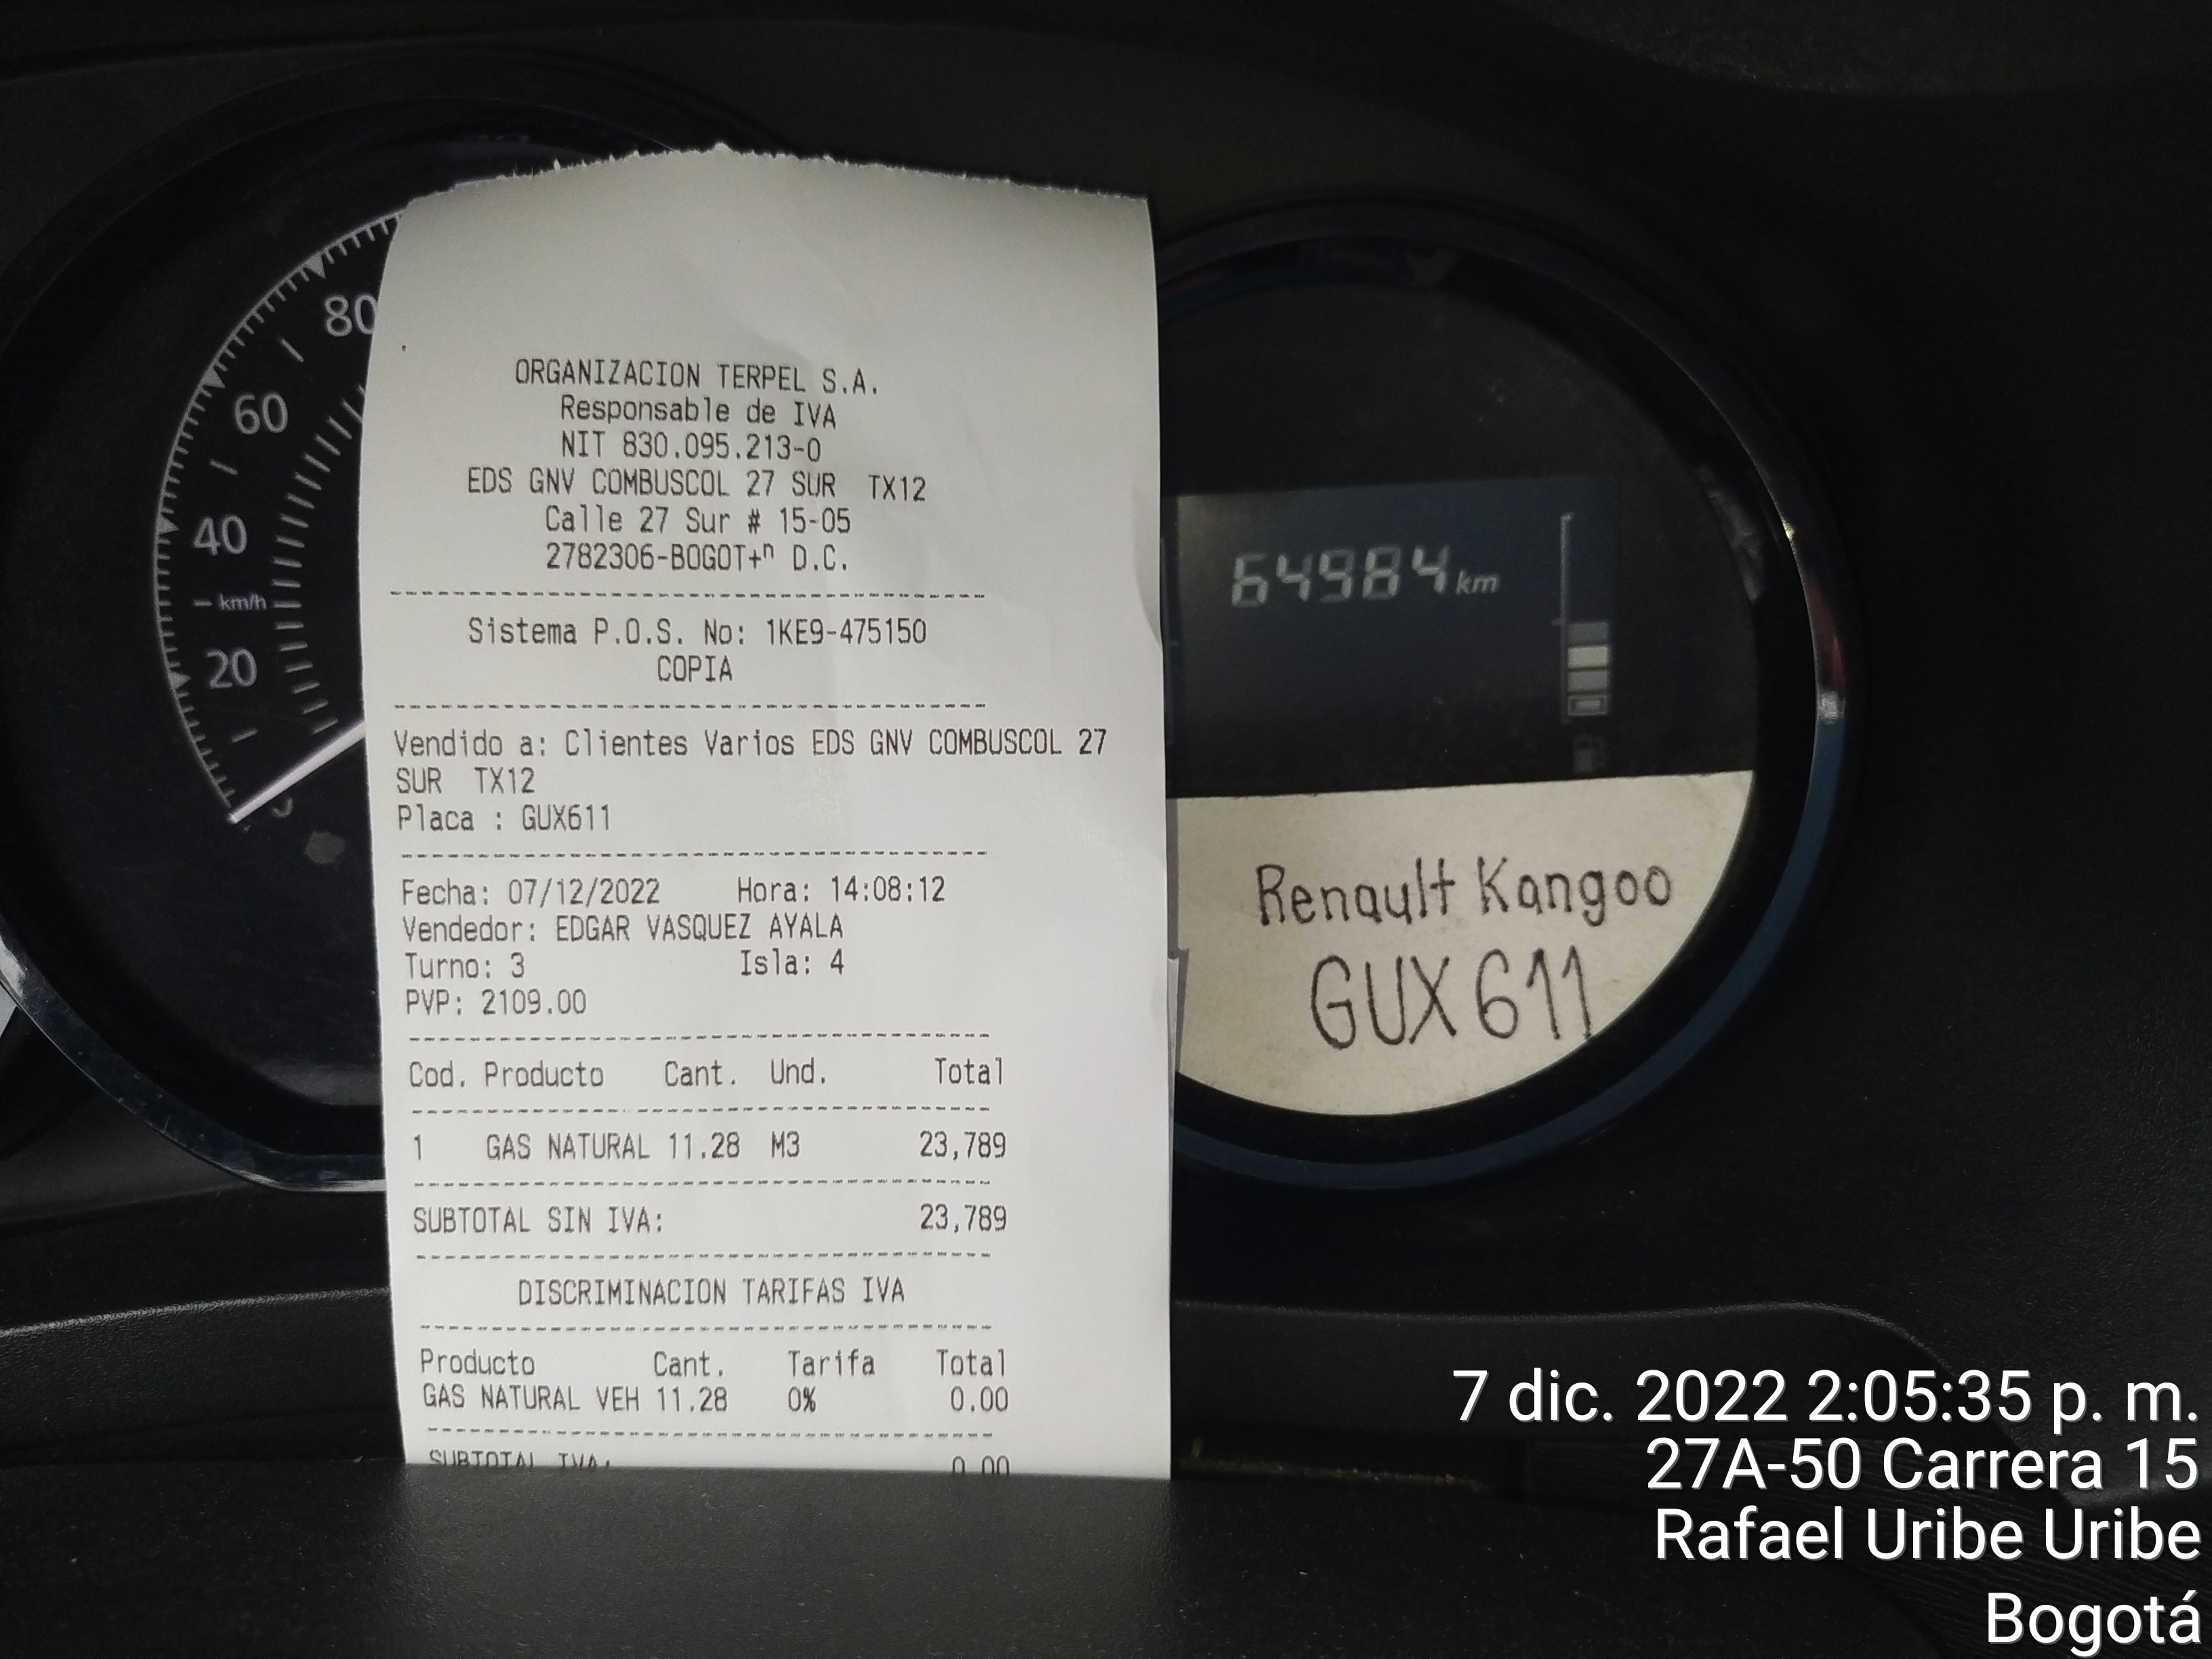 ORGANIZACION TERPEL S.A.
Responsable de IVA
NIT 830.095.213-0
EDS GNV COMBUSCOL 27 SUR TX12
Calle 27 Sur # 15-05
2782306-BOGOT+ⁿ D.C.
Sistema P.O.S. No: 1KE9-475150
COPIA
Vendido a: Clientes Varios EDS GNV COMBUSCOL 27
SUR TX12
Placa : GUX611
Fecha: 07/12/2022 Hora: 14:08:12
Vendedor: EDGAR VASQUEZ AYALA
Turno: 3 Isla: 4
PVP: 2109.00
Cod. Producto Cant. Und. Total
1 GAS NATURAL 11.28 M3 23,789
SUBTOTAL SIN IVA: 23,789
DISCRIMINACION TARIFAS IVA
Producto Cant. Tarifa Total
GAS NATURAL VEH 11.28 0% 0.00
SUBTOTAL IVA: 0.00
80
60
40
km/h
20
64984 km
Renault Kangoo
GUX611
7 dic. 2022 2:05:35 p. m.
27A-50 Carrera 15
Rafael Uribe Uribe
Bogotá